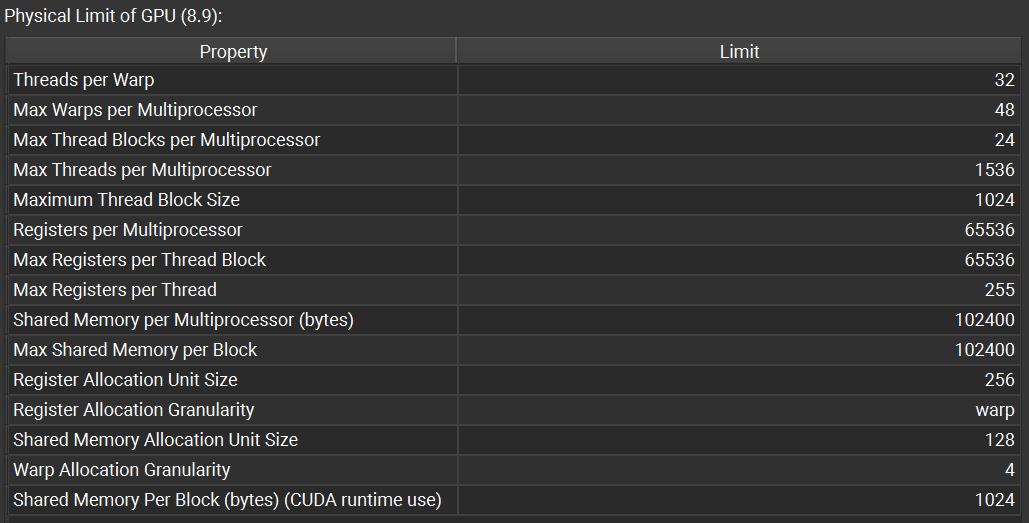 Physical Limit of GPU (8.9):
Property Limit
Threads per Warp 32
Max Warps per Multiprocessor 48
Max Thread Blocks per Multiprocessor 24
Max Threads per Multiprocessor 1536
Maximum Thread Block Size 1024
Registers per Multiprocessor 65536
Max Registers per Thread Block 65536
Max Registers per Thread 255
Shared Memory per Multiprocessor (bytes) 102400
Max Shared Memory per Block 102400
Register Allocation Unit Size 256
Register Allocation Granularity warp
Shared Memory Allocation Unit Size 128
Warp Allocation Granularity 4
Shared Memory Per Block (bytes) (CUDA runtime use) 1024